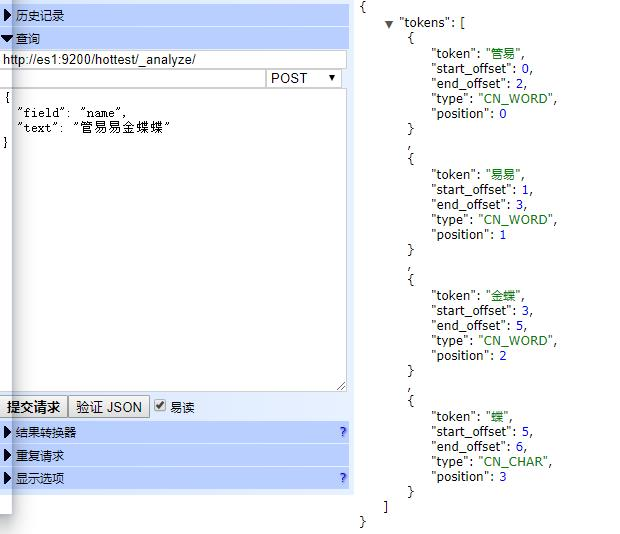 历史记录
查询
http://es1:9200/hottest/_analyze/
POST
{
"field": "name",
"text": "管易易金蝶蝶"
}
提交请求
验证 JSON
易读
结果转换器 ?
重复请求
显示选项 ?
{
"tokens": [
{
"token": "管易",
"start_offset": 0,
"end_offset": 2,
"type": "CN_WORD",
"position": 0
}
,
{
"token": "易易",
"start_offset": 1,
"end_offset": 3,
"type": "CN_WORD",
"position": 1
}
,
{
"token": "金蝶",
"start_offset": 3,
"end_offset": 5,
"type": "CN_WORD",
"position": 2
}
,
{
"token": "蝶",
"start_offset": 5,
"end_offset": 6,
"type": "CN_CHAR",
"position": 3
}
]
}